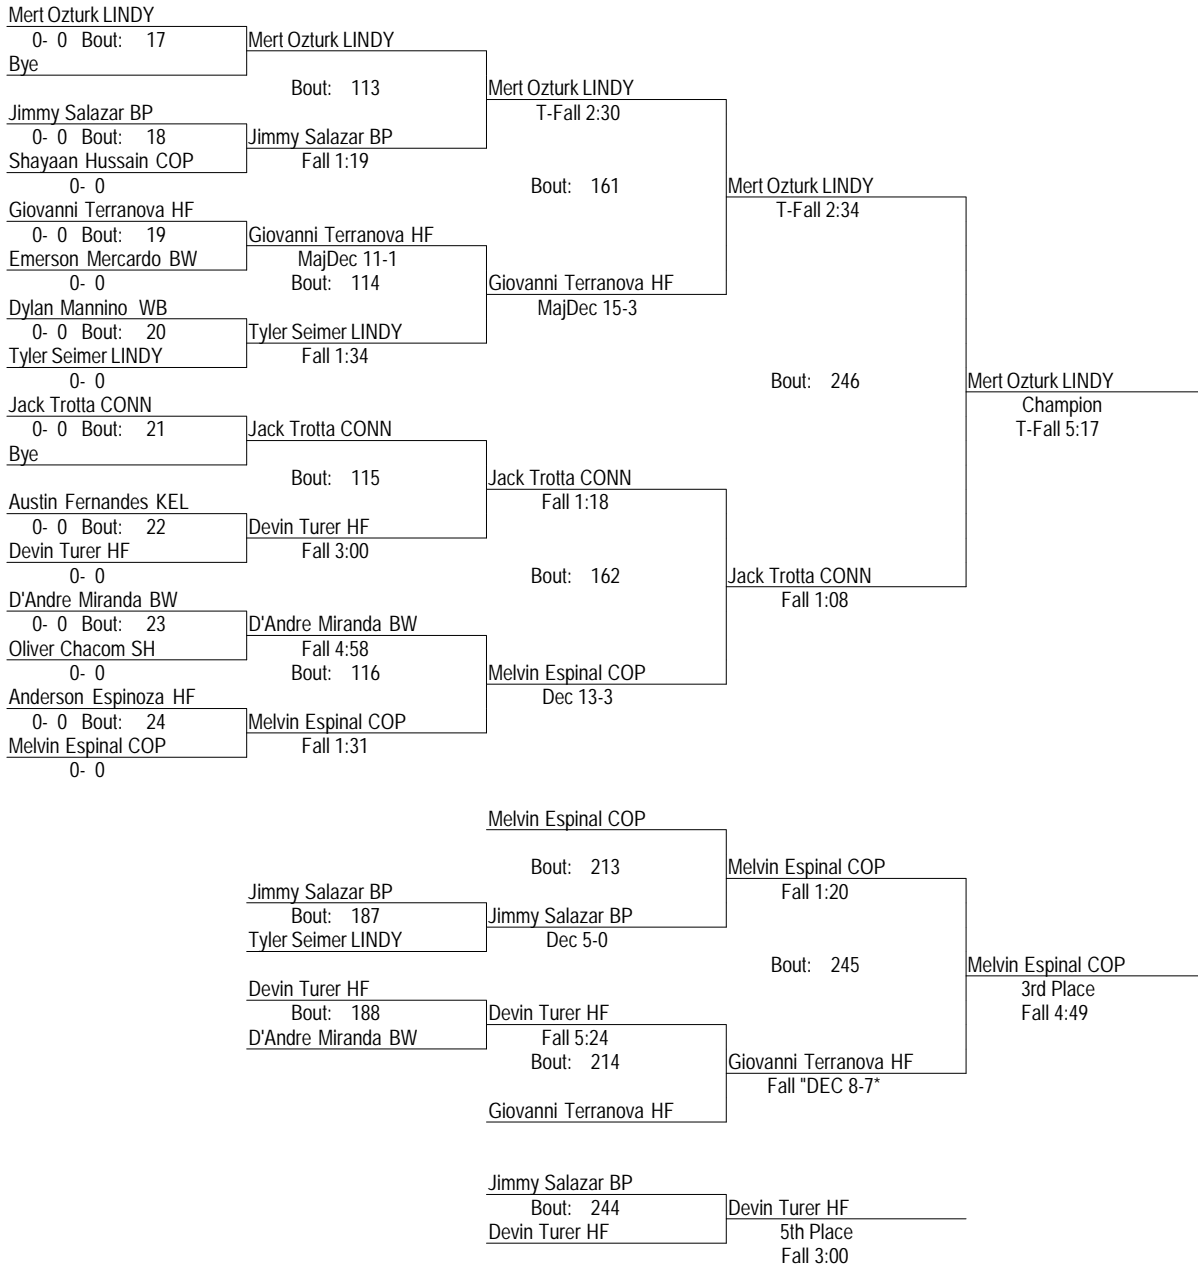 Mert Ozturk LINDY
0- 0 Bout: 17
Mert Ozturk LINDY
Bye
Bout: 113
Mert Ozturk LINDY
Jimmy Salazar BP
T-Fall 2:30
0- 0 Bout: 18
Jimmy Salazar BP
Shayaan Hussain COP
Fall 1:19
0- 0
Bout: 161
Mert Ozturk LINDY
Giovanni Terranova HF
T-Fall 2:34
0- 0 Bout: 19
Giovanni Terranova HF
Emerson Mercardo BW
MajDec 11-1
0- 0
Bout: 114
Giovanni Terranova HF
Dylan Mannino WB
MajDec 15-3
0- 0 Bout: 20
Tyler Seimer LINDY
Tyler Seimer LINDY
Fall 1:34
0- 0
Bout: 246
Mert Ozturk LINDY
Jack Trotta CONN
Champion
0- 0 Bout: 21
Jack Trotta CONN
T-Fall 5:17
Bye
Bout: 115
Jack Trotta CONN
Austin Fernandes KEL
Fall 1:18
0- 0 Bout: 22
Devin Turer HF
Devin Turer HF
Fall 3:00
0- 0
Bout: 162
Jack Trotta CONN
D'Andre Miranda BW
Fall 1:08
0- 0 Bout: 23
D'Andre Miranda BW
Oliver Chacom SH
Fall 4:58
0- 0
Bout: 116
Melvin Espinal COP
Anderson Espinoza HF
Dec 13-3
0- 0 Bout: 24
Melvin Espinal COP
Melvin Espinal COP
Fall 1:31
0- 0
Melvin Espinal COP
Bout: 213
Melvin Espinal COP
Jimmy Salazar BP
Fall 1:20
Bout: 187
Jimmy Salazar BP
Tyler Seimer LINDY
Dec 5-0
Bout: 245
Melvin Espinal COP
Devin Turer HF
3rd Place
Bout: 188
Devin Turer HF
Fall 4:49
D'Andre Miranda BW
Fall 5:24
Bout: 214
Giovanni Terranova HF
Fall "DEC 8-7*
Giovanni Terranova HF
Jimmy Salazar BP
Bout: 244
Devin Turer HF
Devin Turer HF
5th Place
Fall 3:00